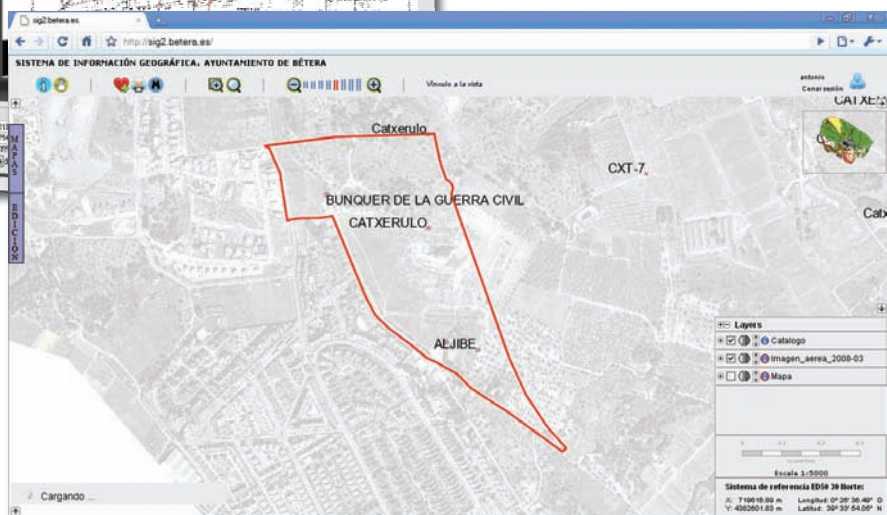 sig2.betera.es
http://sig2.betera.es/
SISTEMA DE INFORMACIÓN GEOGRÁFICA. AYUNTAMIENTO DE BÉTERA
Vínculo a la vista
antonio
Cerrar sesión
MAPAS
EDICION
Catxerulo
CXT-7
BUNQUER DE LA GUERRA CIVIL
CATXERULO
ALJIBE
Layers
Catalogo
Imagen_aerea_2008-03
Mapa
Escala 1:5000
Sistema de referencia ED50 30 Norte:
Cargando ...